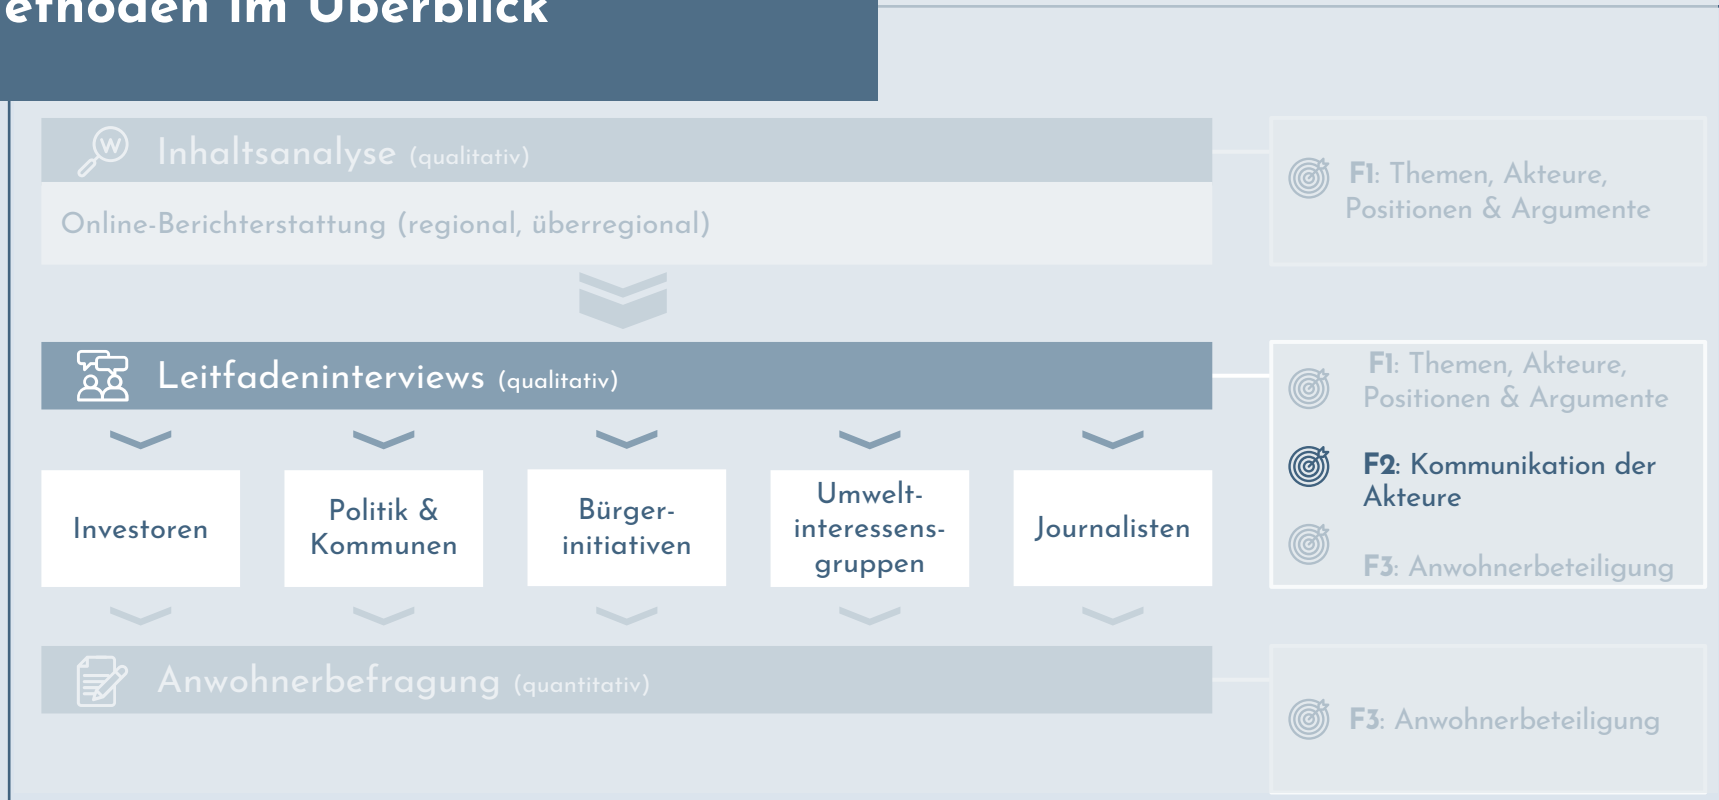 ethoden im Überblick
Inhaltsanalyse (qualitativ)
Online-Berichterstattung (regional, überregional)
F1: Themen, Akteure,
Positionen & Argumente
Leitfadeninterviews (qualitativ)
F1: Themen, Akteure,
Positionen & Argumente
F2: Kommunikation der
Akteure
F3: Anwohnerbeteiligung
Investoren
Politik &
Kommunen
Bürger-
initiativen
Umwelt-
interessens-
gruppen
Journalisten
Anwohnerbefragung (quantitativ)
F3: Anwohnerbeteiligung